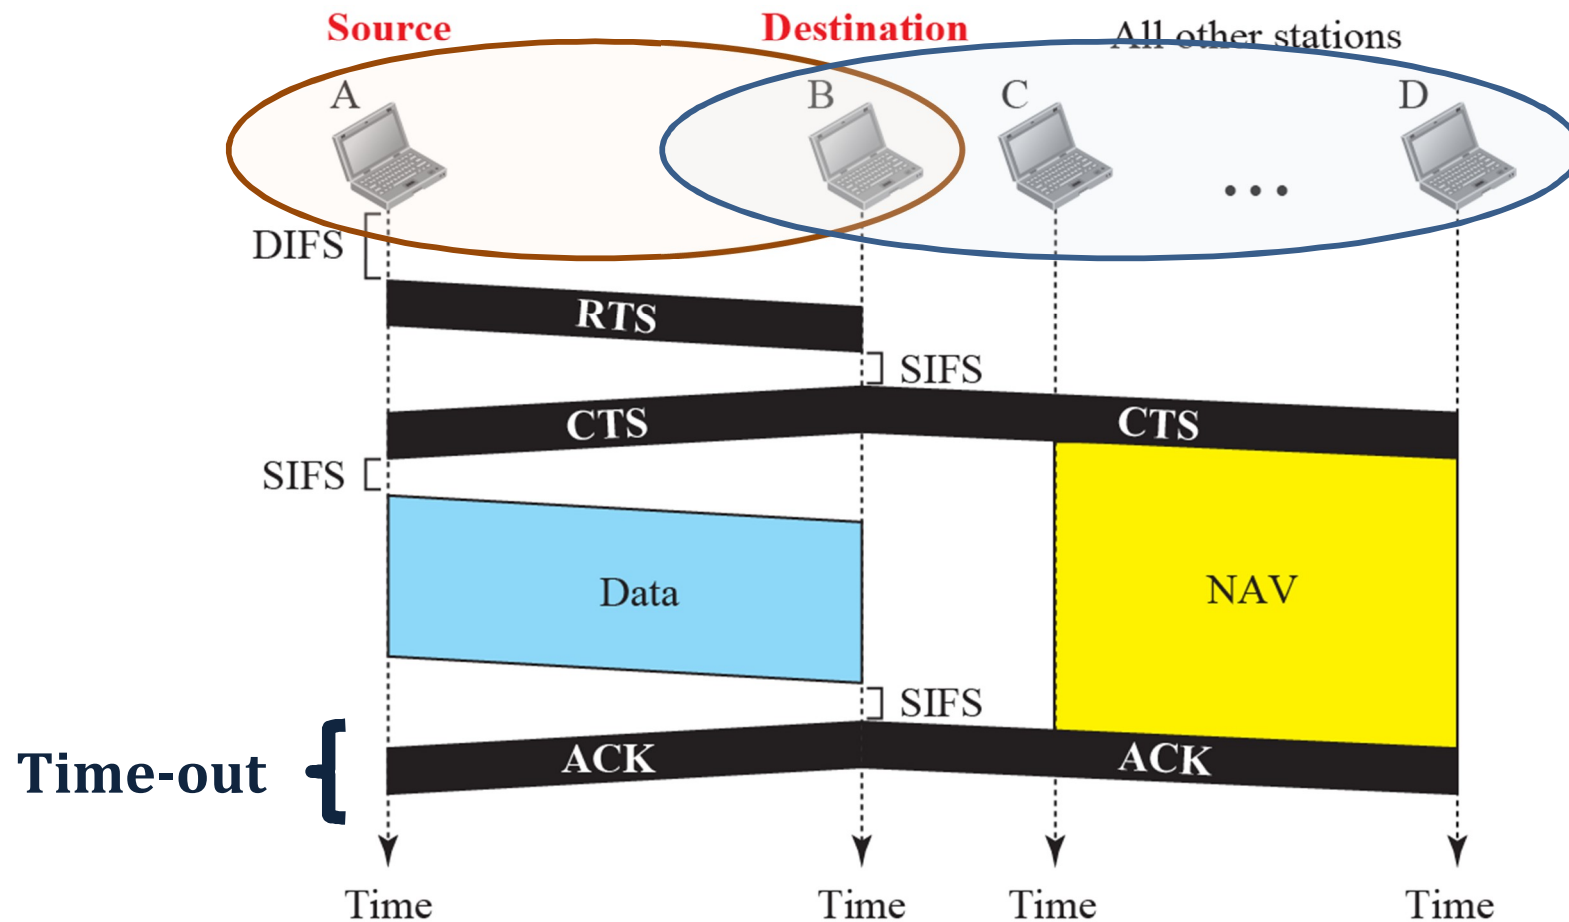 Source
Destination
All other stations
A
B
C
D
...
DIFS
RTS
SIFS
CTS
CTS
SIFS
Data
NAV
SIFS
Time-out
ACK
ACK
Time
Time
Time
Time